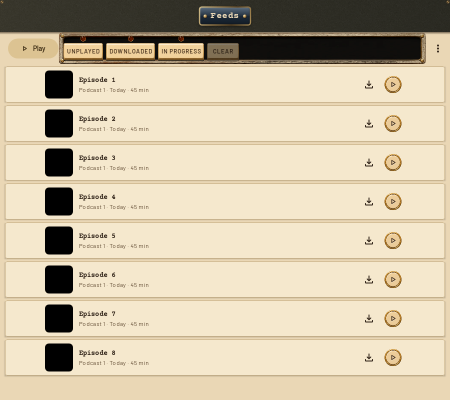 Feeds
Play
UNPLAYED DOWNLOADED IN PROGRESS CLEAR
Episode 1
Podcast 1 · Today · 45 min
Episode 2
Podcast 1 · Today · 45 min
Episode 3
Podcast 1 · Today · 45 min
Episode 4
Podcast 1 · Today · 45 min
Episode 5
Podcast 1 · Today · 45 min
Episode 6
Podcast 1 · Today · 45 min
Episode 7
Podcast 1 · Today · 45 min
Episode 8
Podcast 1 · Today · 45 min